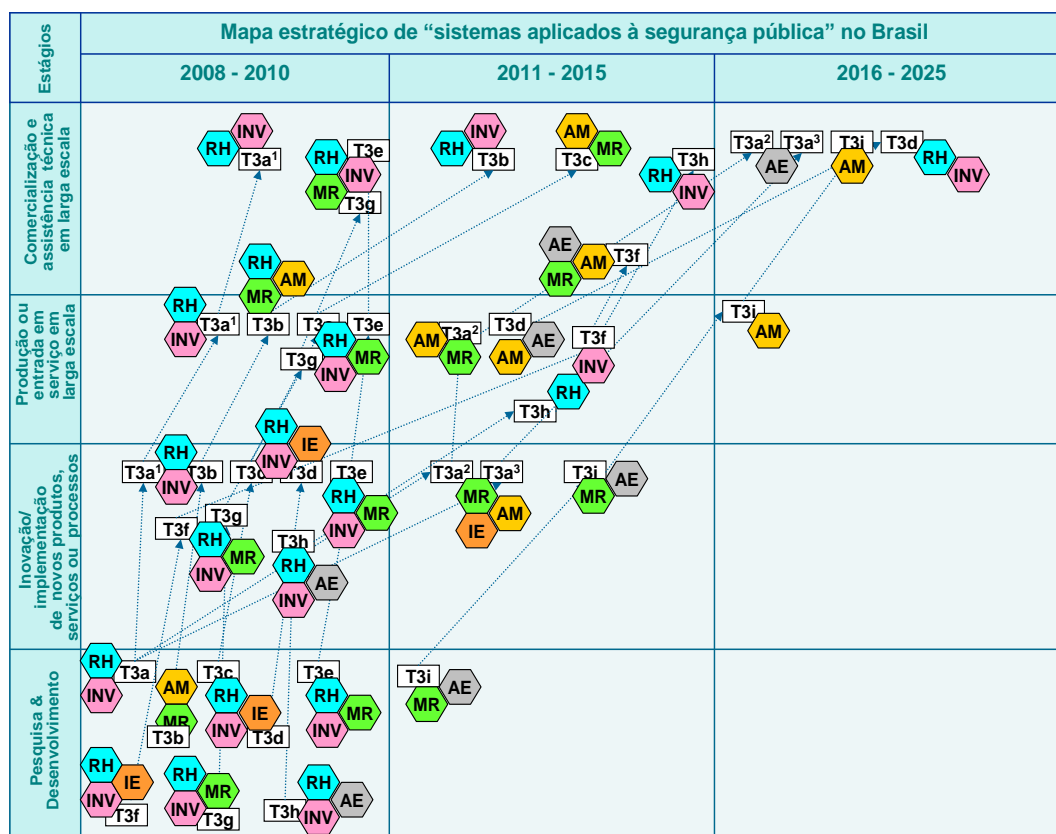 Estágios
Mapa estratégico de “sistemas aplicados à segurança pública” no Brasil
2008 - 2010
2011 - 2015
2016 - 2025
Comercialização e
assistência técnica
em larga escala
RH
INV
T3a¹
RH
T3e
INV
MR
T3g
RH
AM
MR
RH
INV
T3b
AM
MR
T3c
RH
T3h
INV
AE
AM
MR
T3f
T3a²
T3a³
AE
T3i
AM
T3d
RH
INV
Produção ou
entrada em
serviço em
larga escala
RH
INV
T3a¹
T3b
T3e
RH
MR
T3g
INV
AM
T3a²
MR
T3d
AE
AM
T3f
INV
RH
T3h
T3i
AM
Inovação/
implementação
de novos produtos,
serviços ou processos
RH
T3a¹
INV
T3b
RH
IE
INV
T3c
T3d
T3e
RH
MR
INV
T3f
T3g
RH
MR
INV
T3h
RH
AE
INV
T3a²
T3a³
MR
AM
IE
T3i
AE
MR
Pesquisa &
Desenvolvimento
RH
T3a
INV
AM
MR
T3b
T3c
RH
IE
INV
T3d
T3e
RH
MR
INV
RH
IE
INV
T3f
RH
MR
INV
T3g
RH
AE
T3h
INV
T3i
AE
MR